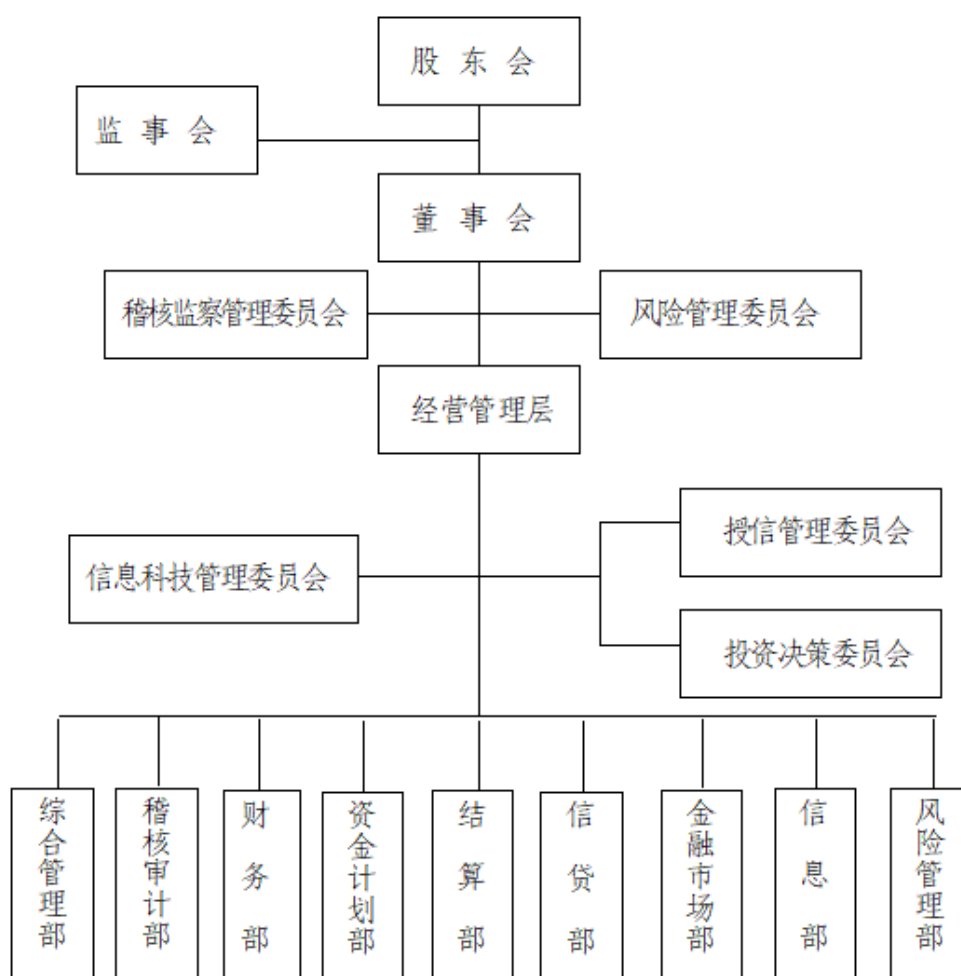 股东会
监事会
董事会
稽核监察管理委员会
风险管理委员会
经营管理层
授信管理委员会
信息科技管理委员会
投资决策委员会
综合管理部
稽核审计部
财务部
资金计划部
结算部
信贷部
金融市场部
信息部
风险管理部